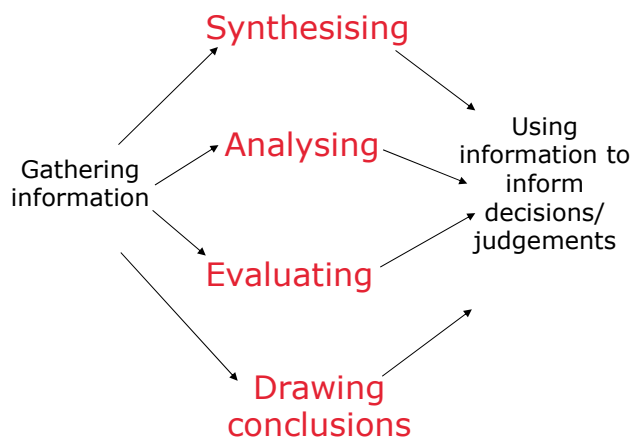 Synthesising
Analysing
Gathering
information
Evaluating
Drawing
conclusions
Using
information to
inform
decisions/
judgements